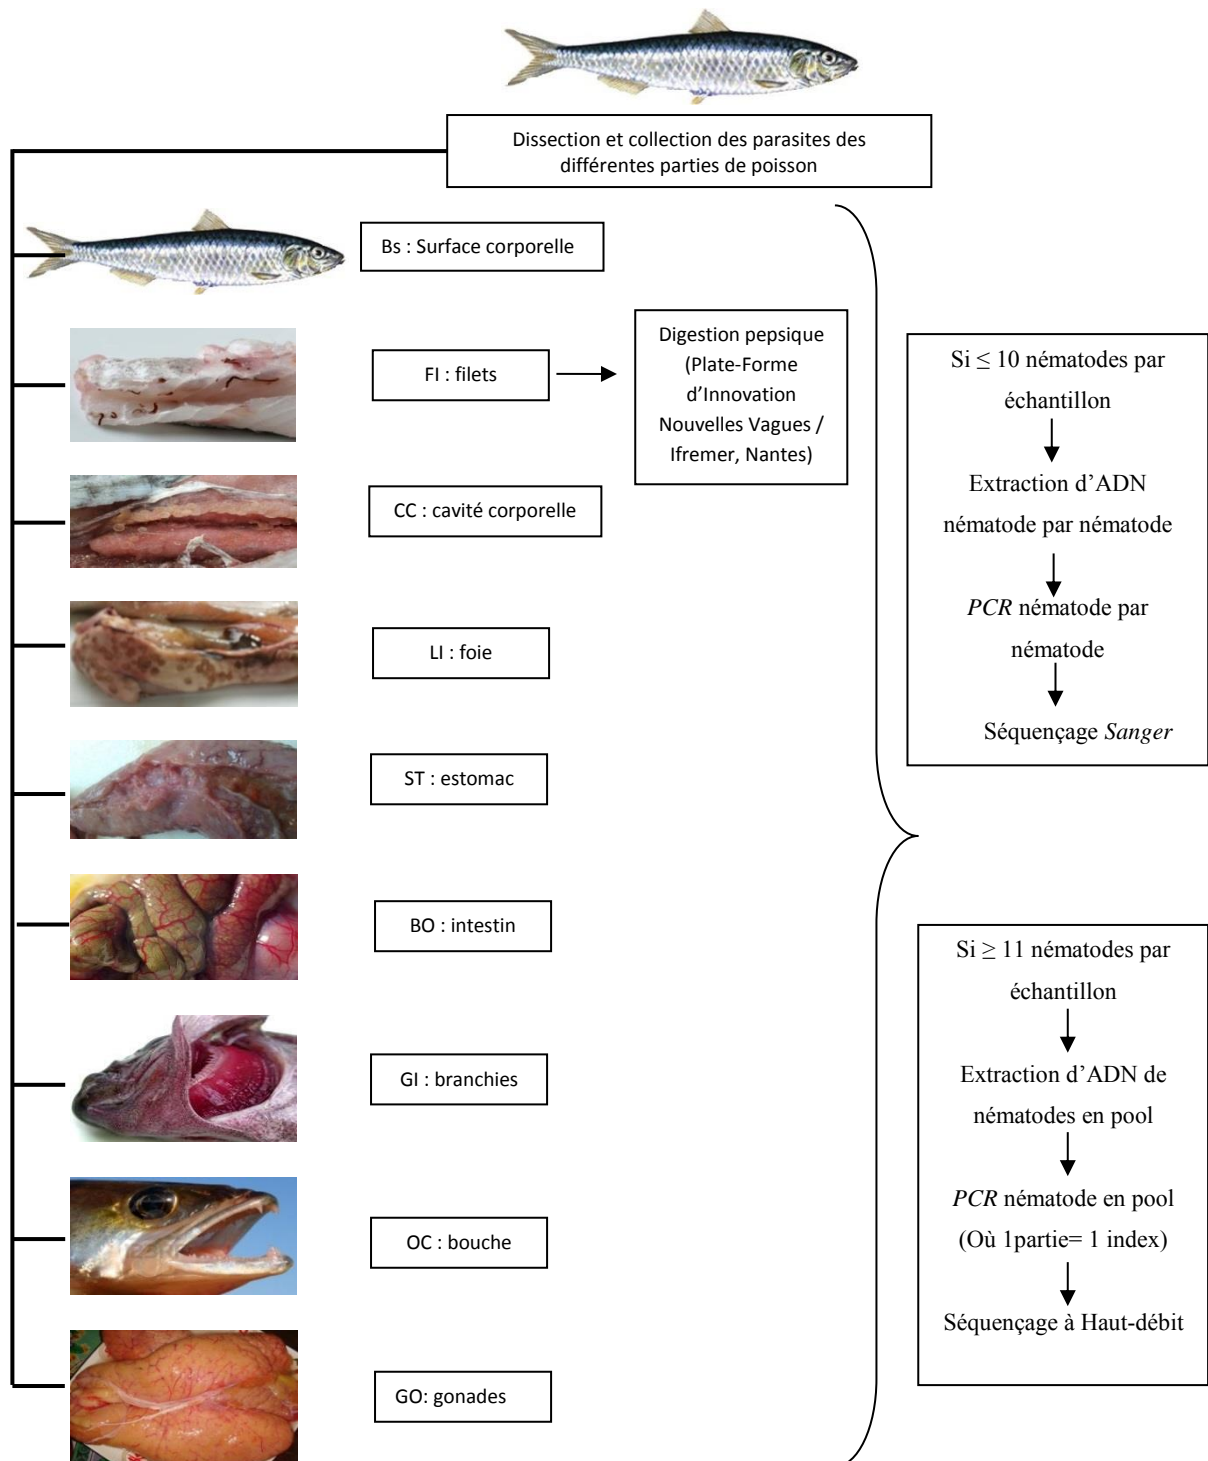 Dissection et collection des parasites des
différentes parties de poisson
Bs : Surface corporelle
FI : filets
Digestion pepsique
(Plate-Forme
d’Innovation
Nouvelles Vagues /
Ifremer, Nantes)
CC : cavité corporelle
LI : foie
ST : estomac
BO : intestin
GI : branchies
OC : bouche
GO: gonades
Si ≤ 10 nématodes par
échantillon
Extraction d’ADN
nématode par nématode
PCR nématode par
nématode
Séquençage Sanger
Si ≥ 11 nématodes par
échantillon
Extraction d’ADN de
nématodes en pool
PCR nématode en pool
(Où 1partie= 1 index)
Séquençage à Haut-débit